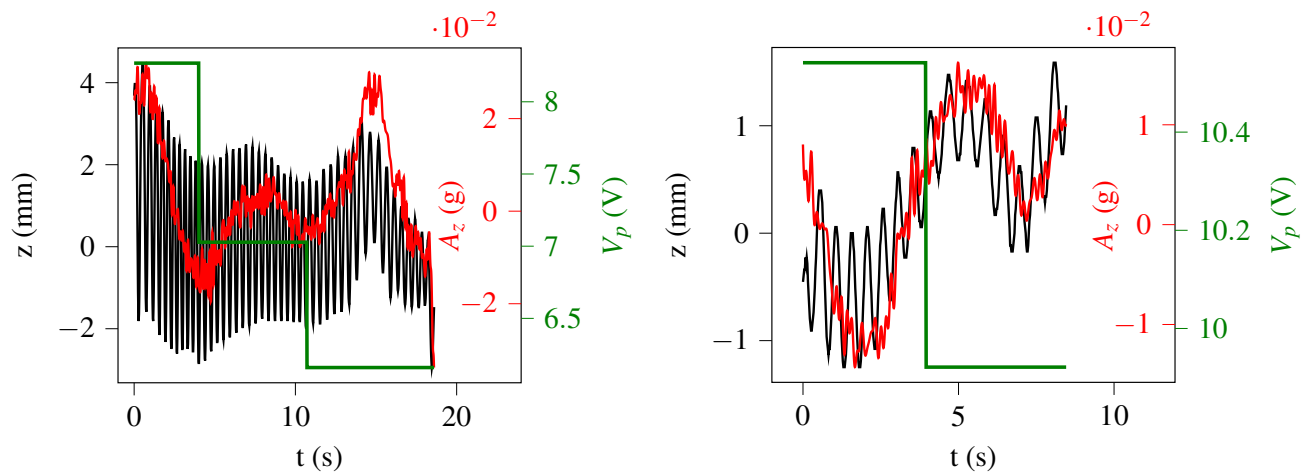 ·10⁻² ·10⁻²
4 2 0 −2
z (mm)
2 0 −2
A_z (g)
8 7.5 7 6.5
V_p (V)
0 10 20
t (s)
1 0 −1
z (mm)
1 0 −1
A_z (g)
10.4 10.2 10
V_p (V)
0 5 10
t (s)